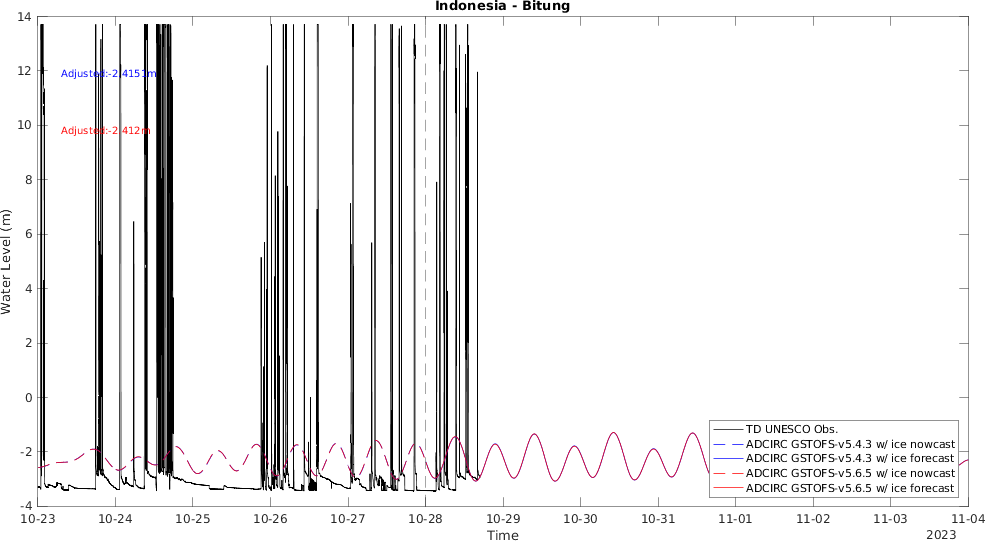 Indonesia - Bitung
14
12
10
8
6
4
2
0
-2
-4
Water Level (m)
Adjusted:-2.4151m
Adjusted:-2.412m
TD UNESCO Obs.
ADCIRC GSTOFS-v5.4.3 w/ ice nowcast
ADCIRC GSTOFS-v5.4.3 w/ ice forecast
ADCIRC GSTOFS-v5.6.5 w/ ice nowcast
ADCIRC GSTOFS-v5.6.5 w/ ice forecast
10-23 10-24 10-25 10-26 10-27 10-28 10-29 10-30 10-31 11-01 11-02 11-03 11-04
Time
2023